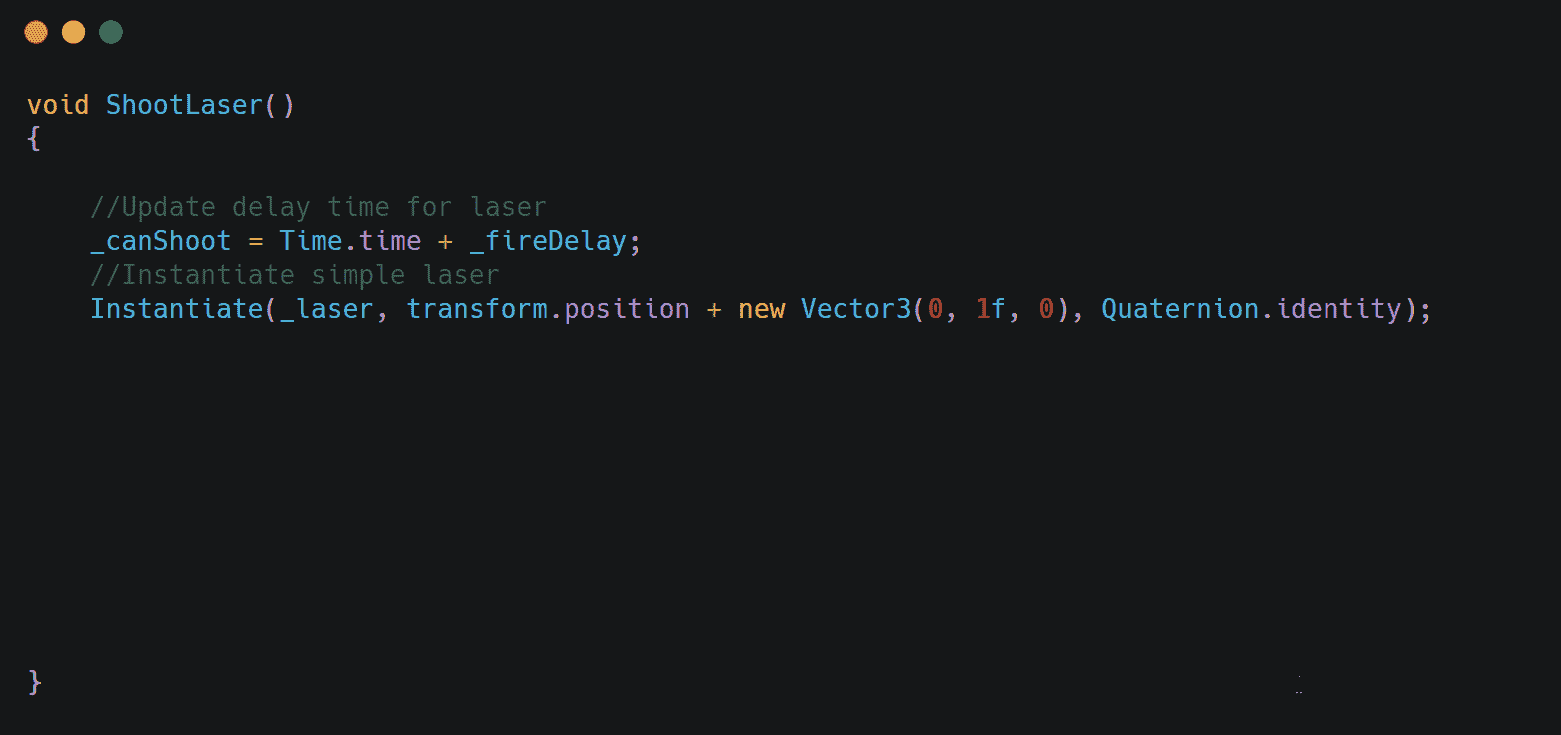 void ShootLaser()
{
//Update delay time for laser
_canShoot = Time.time + _fireDelay;
//Instantiate simple laser
Instantiate(_laser, transform.position + new Vector3(0, 1f, 0), Quaternion.identity);
}